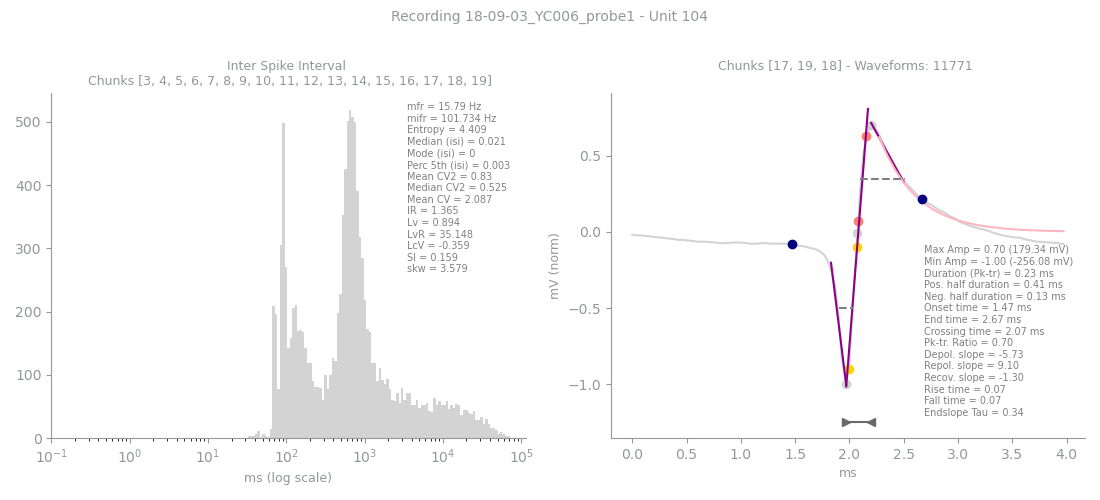 Recording 18-09-03_YC006_probe1 - Unit 104
Inter Spike Interval
Chunks [3, 4, 5, 6, 7, 8, 9, 10, 11, 12, 13, 14, 15, 16, 17, 18, 19]
mfr = 15.79 Hz
mifr = 101.734 Hz
Entropy = 4.409
Median (isi) = 0.021
Mode (isi) = 0
Perc 5th (isi) = 0.003
Mean CV2 = 0.83
Median CV2 = 0.525
Mean CV = 2.087
IR = 1.365
Lv = 0.894
LvR = 35.148
LcV = -0.359
SI = 0.159
skw = 3.579
500
400
300
200
100
0
10⁻¹ 10⁰ 10¹ 10² 10³ 10⁴ 10⁵
ms (log scale)
Chunks [17, 19, 18] - Waveforms: 11771
mV (norm)
0.5
0.0
−0.5
−1.0
Max Amp = 0.70 (179.34 mV)
Min Amp = -1.00 (-256.08 mV)
Duration (Pk-tr) = 0.23 ms
Pos. half duration = 0.41 ms
Neg. half duration = 0.13 ms
Onset time = 1.47 ms
End time = 2.67 ms
Crossing time = 2.07 ms
Pk-tr. Ratio = 0.70
Depol. slope = -5.73
Repol. slope = 9.10
Recov. slope = -1.30
Rise time = 0.07
Fall time = 0.07
Endslope Tau = 0.34
0.0 0.5 1.0 1.5 2.0 2.5 3.0 3.5 4.0
ms